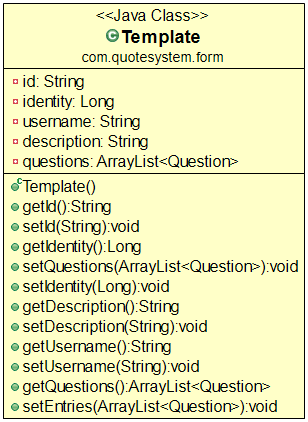 <<Java Class>>
Template
com.quotesystem.form
id: String
identity: Long
username: String
description: String
questions: ArrayList<Question>
Template()
getId():String
setId(String):void
getIdentity():Long
setQuestions(ArrayList<Question>):void
setIdentity(Long):void
getDescription():String
setDescription(String):void
getUsername():String
setUsername(String):void
getQuestions():ArrayList<Question>
setEntries(ArrayList<Question>):void